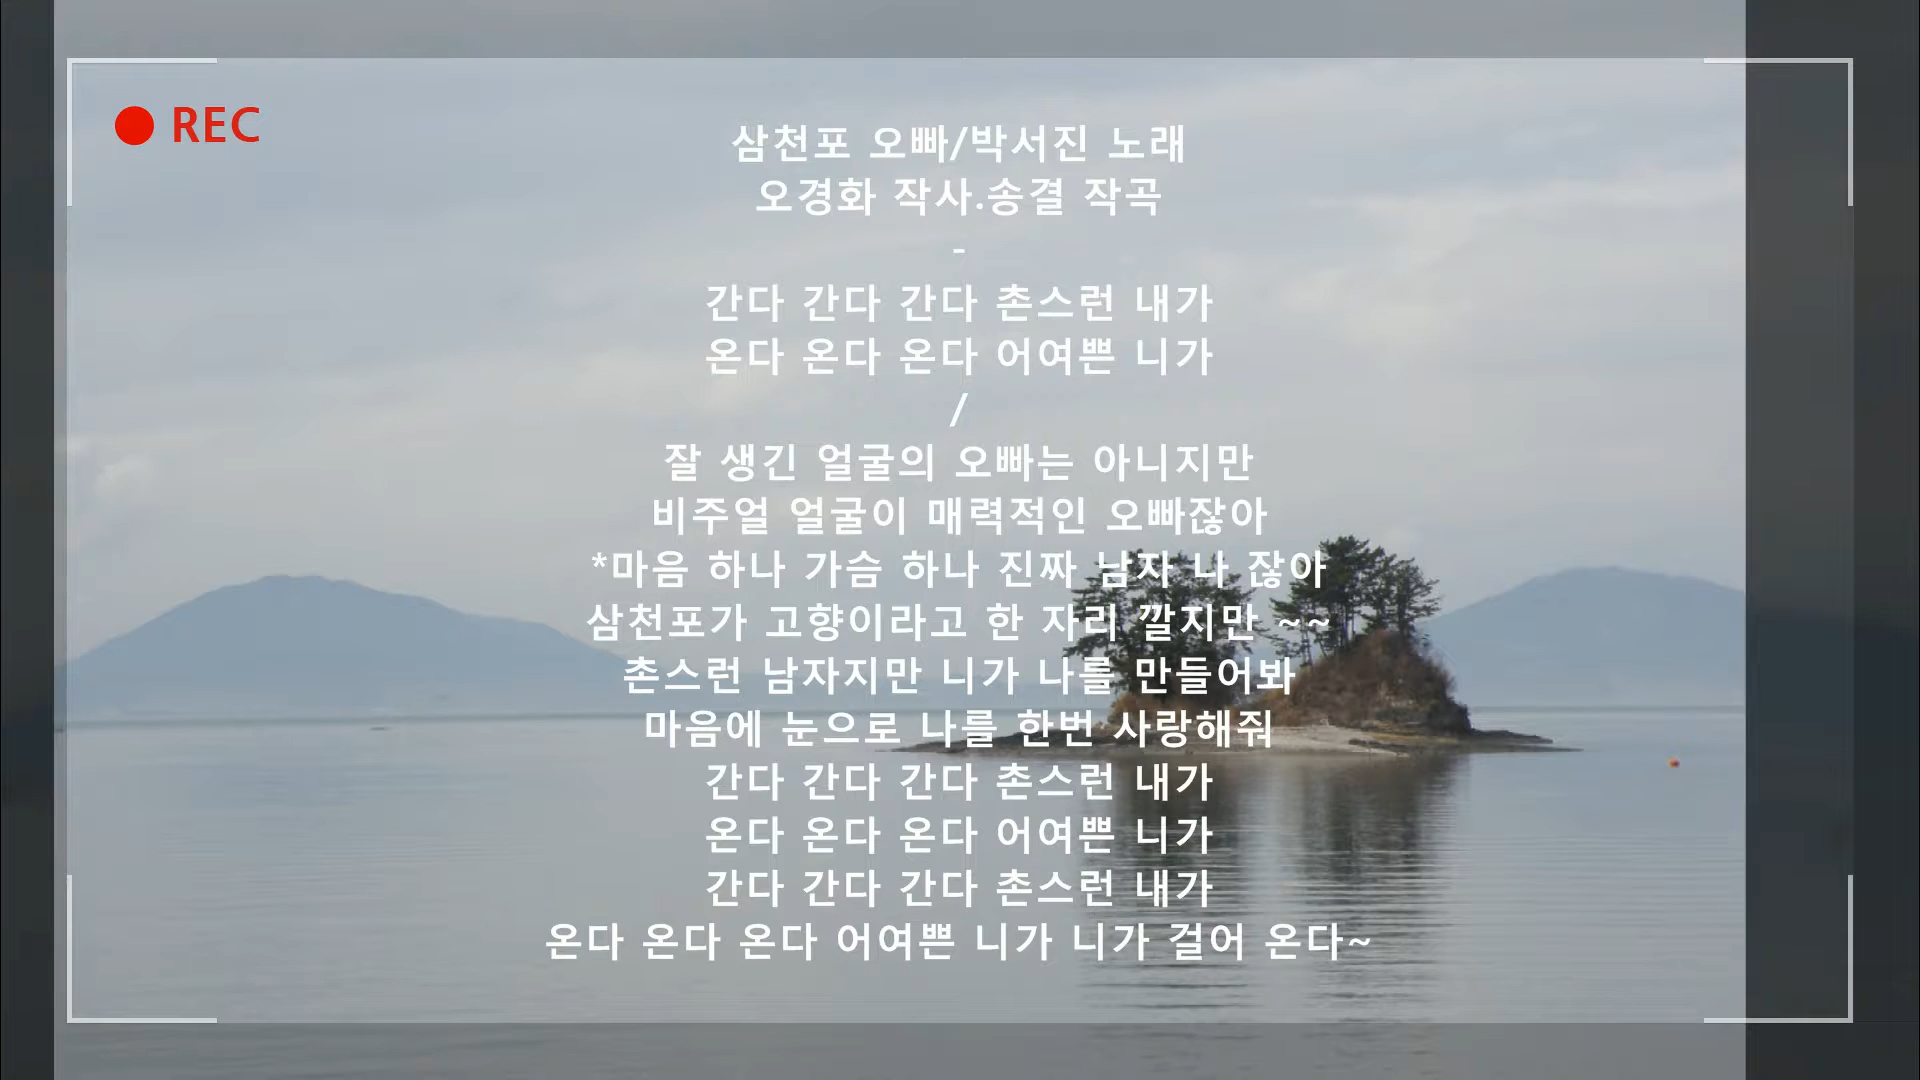 REC
삼천포 오빠/박서진 노래
오경화 작사.송결 작곡
-
간다 간다 간다 촌스런 내가
온다 온다 온다 어여쁜 니가
/
잘 생긴 얼굴의 오빠는 아니지만
비주얼 얼굴이 매력적인 오빠잖아
*마음 하나 가슴 하나 진짜 남자 나 잖아
삼천포가 고향이라고 한 자리 깔지만 ~~
촌스런 남자지만 니가 나를 만들어봐
마음에 눈으로 나를 한번 사랑해줘
간다 간다 간다 촌스런 내가
온다 온다 온다 어여쁜 니가
간다 간다 간다 촌스런 내가
온다 온다 온다 어여쁜 니가 니가 걸어 온다~